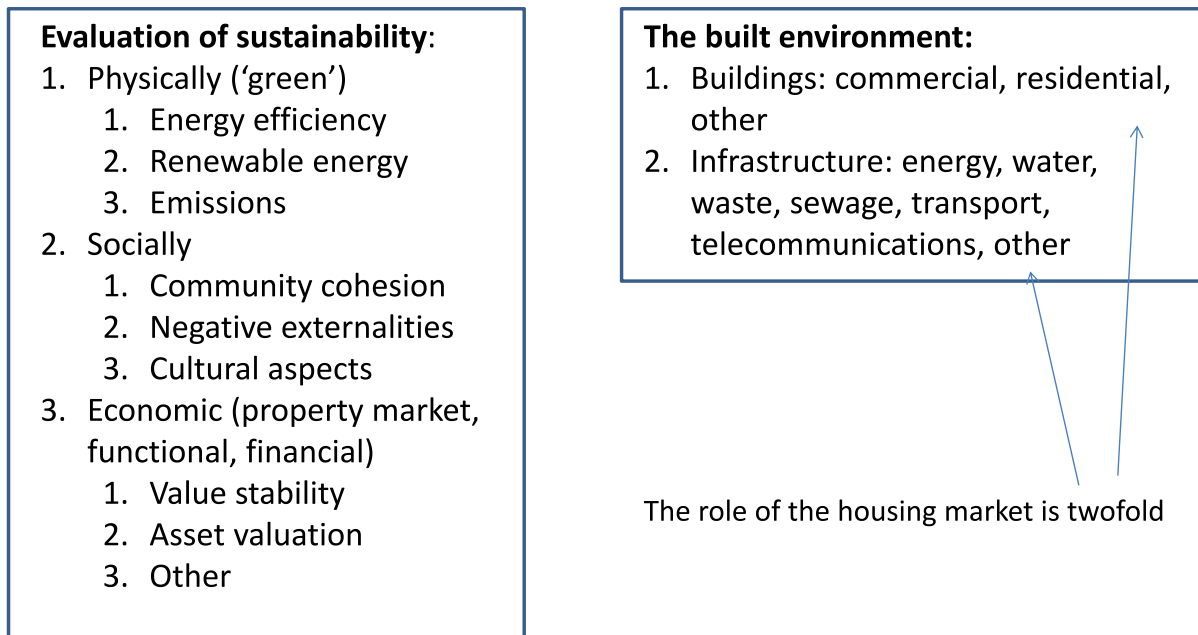 Evaluation of sustainability:
1. Physically (‘green’)
1. Energy efficiency
2. Renewable energy
3. Emissions
2. Socially
1. Community cohesion
2. Negative externalities
3. Cultural aspects
3. Economic (property market,
functional, financial)
1. Value stability
2. Asset valuation
3. Other
The built environment:
1. Buildings: commercial, residential,
other
2. Infrastructure: energy, water,
waste, sewage, transport,
telecommunications, other
The role of the housing market is twofold